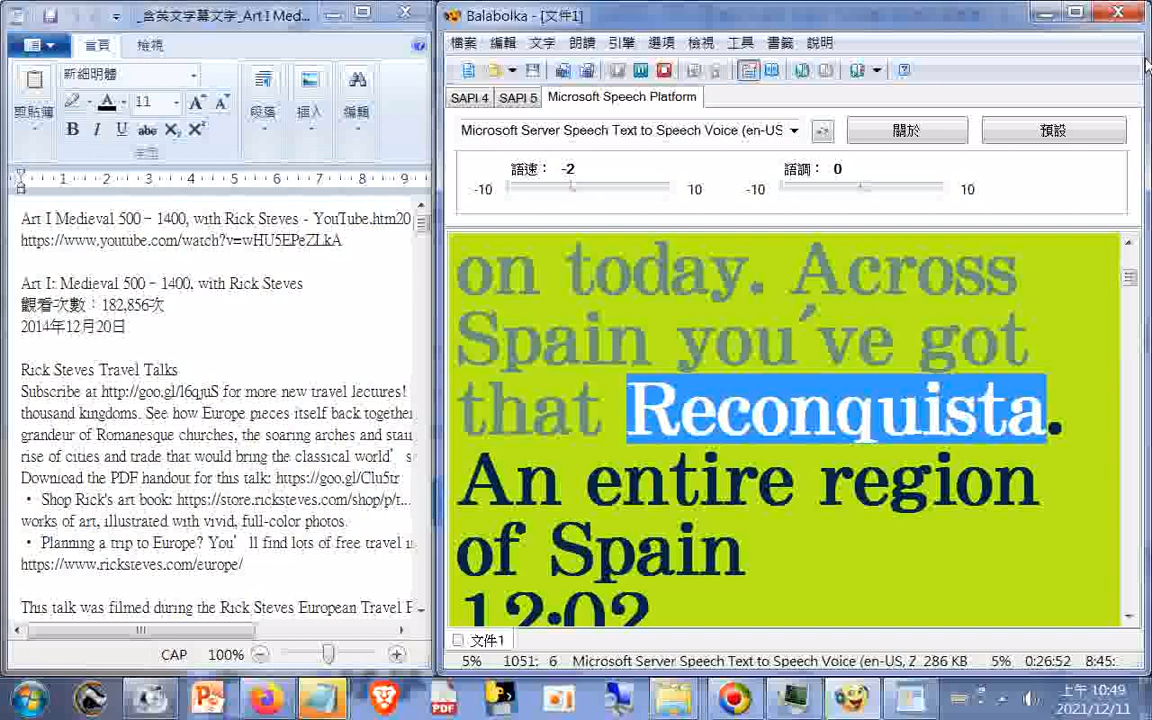 _含英文字幕文字_Art I Med...
首頁
檢視
新細明體
11
剪貼簿
段落
插入
編輯
B I U abc X₂ X²
字型
1 2 3 4 5 6 7 8 9
Art I Medieval 500 – 1400, with Rick Steves - YouTube.htm20
https://www.youtube.com/watch?v=wHU5EPeZLkA
Art I: Medieval 500 – 1400, with Rick Steves
觀看次數：182,856次
2014年12月20日
Rick Steves Travel Talks
Subscribe at http://goo.gl/l6qjuS for more new travel lectures!
thousand kingdoms. See how Europe pieces itself back together
grandeur of Romanesque churches, the soaring arches and stai
rise of cities and trade that would bring the classical world’s
Download the PDF handout for this talk: https://goo.gl/Clu5tr
• Shop Rick's art book: https://store.ricksteves.com/shop/p/t...
works of art, illustrated with vivid, full-color photos.
• Planning a trip to Europe? You’ll find lots of free travel i
https://www.ricksteves.com/europe/
This talk was filmed during the Rick Steves European Travel F
CAP 100%
Balabolka - [文件1]
檔案 編輯 文字 朗讀 引擎 選項 檢視 工具 書籤 說明
SAPI 4 SAPI 5 Microsoft Speech Platform
Microsoft Server Speech Text to Speech Voice (en-US
關於
預設
語速： -2
語調： 0
-10 10 -10 10
on today. Across
Spain you´ve got
that Reconquista.
An entire region
of Spain
12:02
文件1
5% 1051: 6 Microsoft Server Speech Text to Speech Voice (en-US, Z 286 KB 5% 0:26:52 8:45:
PDF
上午 10:49
2021/12/11